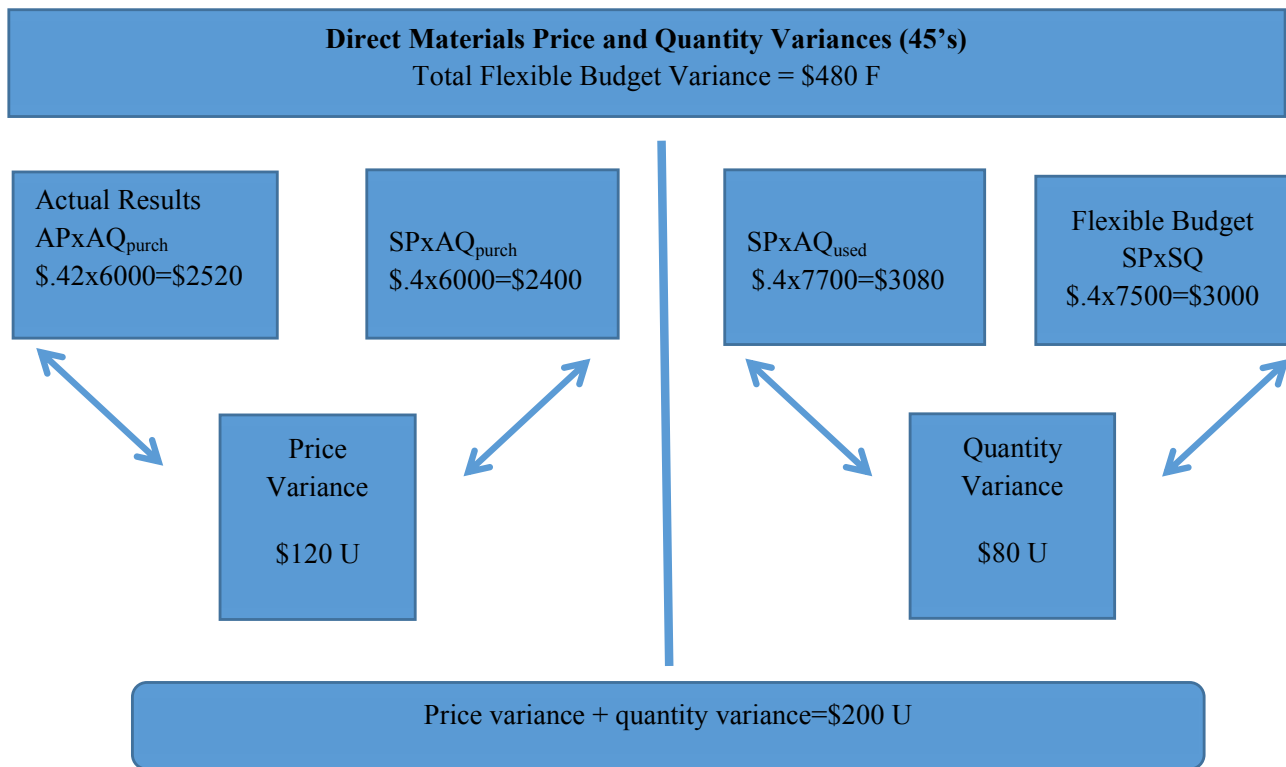 Direct Materials Price and Quantity Variances (45’s)
Total Flexible Budget Variance = $480 F
Actual Results
APxAQpurch
$.42x6000=$2520
SPxAQpurch
$.4x6000=$2400
SPxAQused
$.4x7700=$3080
Flexible Budget
SPxSQ
$.4x7500=$3000
Price
Variance
$120 U
Quantity
Variance
$80 U
Price variance + quantity variance=$200 U